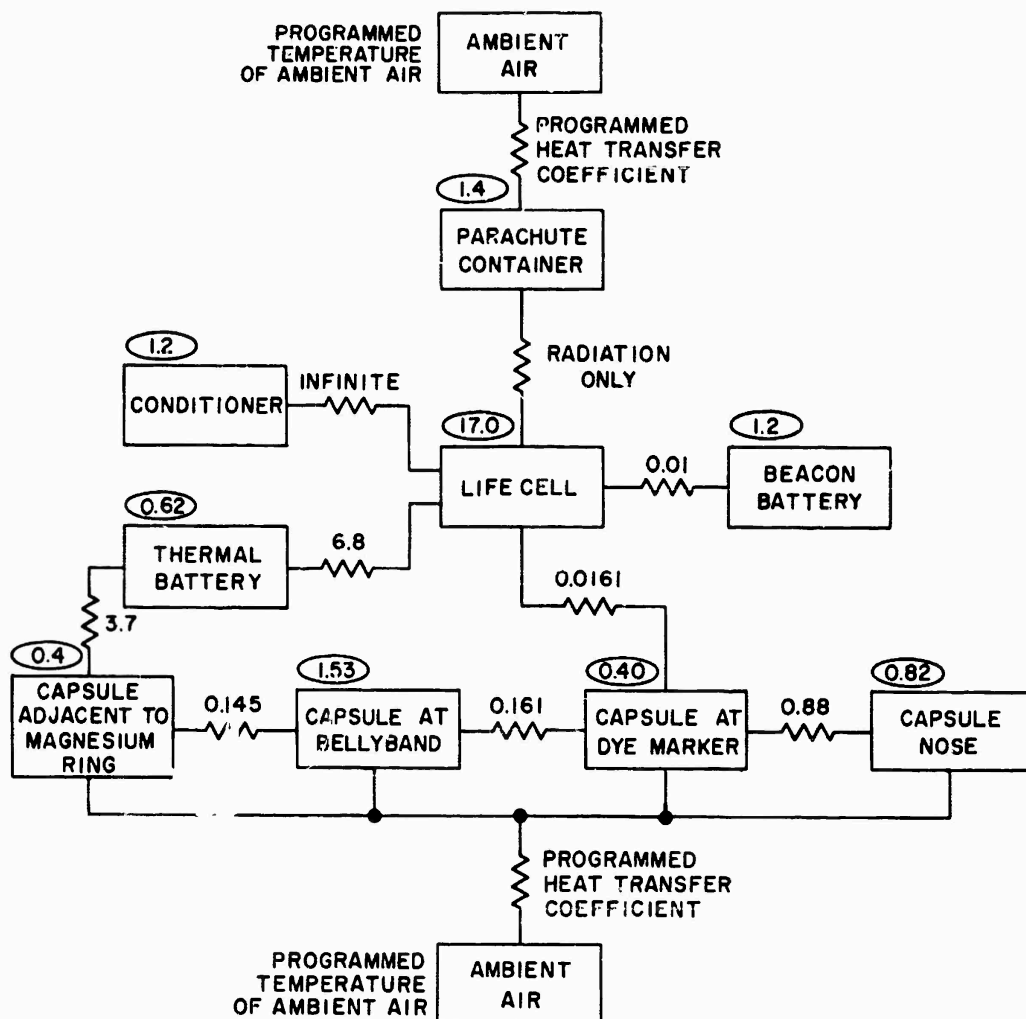 PROGRAMMED
TEMPERATURE
OF AMBIENT AIR
AMBIENT
AIR
PROGRAMMED
HEAT TRANSFER
COEFFICIENT
1.4
PARACHUTE
CONTAINER
RADIATION
ONLY
1.2
CONDITIONER
INFINITE
17.0
LIFE CELL
0.01
1.2
BEACON
BATTERY
0.62
THERMAL
BATTERY
6.8
0.0161
3.7
0.4
CAPSULE
ADJACENT TO
MAGNESIUM
RING
0.145
1.53
CAPSULE AT
BELLYBAND
0.161
0.40
CAPSULE AT
DYE MARKER
0.88
0.82
CAPSULE
NOSE
PROGRAMMED
HEAT TRANSFER
COEFFICIENT
PROGRAMMED
TEMPERATURE
OF AMBIENT AIR
AMBIENT
AIR